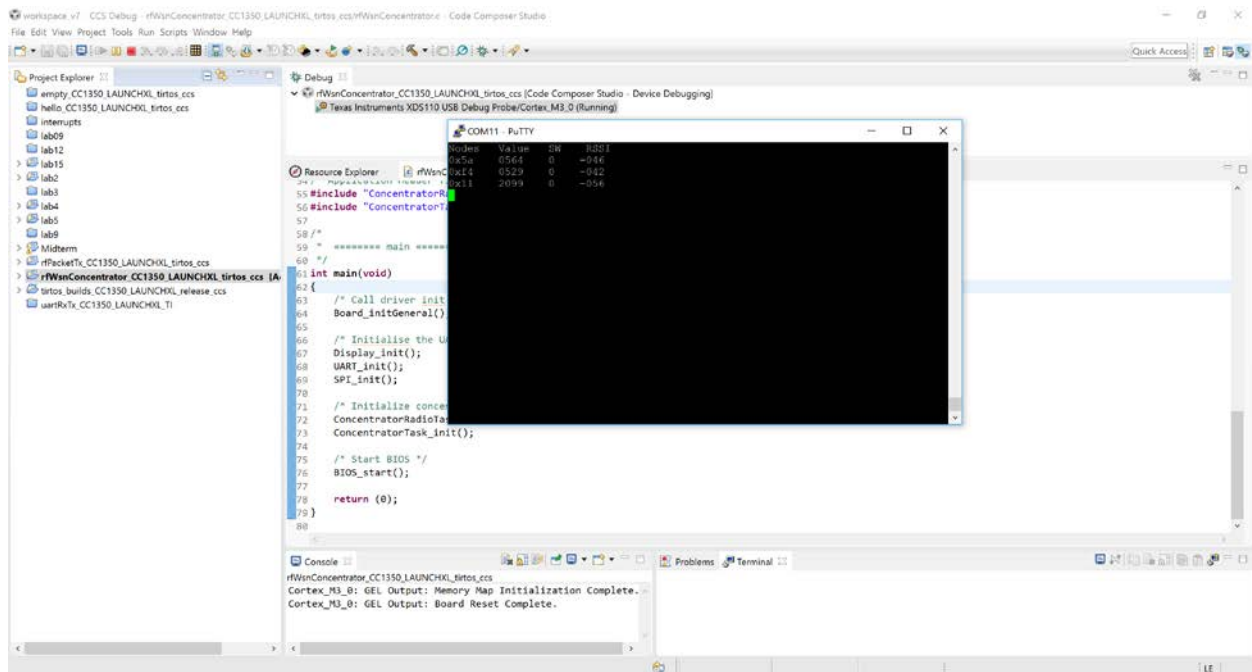 workspace_v7 CCS Debug - rfWsnConcentrator_CC1350_LAUNCHXL_tirtos_ccs/rfWsnConcentrator.c - Code Composer Studio
File Edit View Project Tools Run Scripts Window Help
Quick Access
Project Explorer
empty_CC1350_LAUNCHXL_tirtos_ccs
hello_CC1350_LAUNCHXL_tirtos_ccs
interrupts
lab09
lab12
lab15
lab2
lab3
lab4
lab5
lab9
Midterm
rfPacketTx_CC1350_LAUNCHXL_tirtos_ccs
rfWsnConcentrator_CC1350_LAUNCHXL_tirtos_ccs [A
tirtos_builds_CC1350_LAUNCHXL_release_ccs
uartRxTx_CC1350_LAUNCHXL_TI
Debug
rfWsnConcentrator_CC1350_LAUNCHXL_tirtos_ccs [Code Composer Studio - Device Debugging]
Texas Instruments XDS110 USB Debug Probe/Cortex_M3_0 (Running)
COM11 - PuTTY
Nodes Value SW RSSI
0x5a 0564 0 -046
0xf4 0529 0 -042
0x11 2099 0 -056
Resource Explorer rfWsnC
55 #include "ConcentratorR
56 #include "ConcentratorT
57
58 /*
59 * ======== main =====
60 */
61 int main(void)
62 {
63 /* Call driver init
64 Board_initGeneral()
65
66 /* Initialise the U
67 Display_init();
68 UART_init();
69 SPI_init();
70
71 /* Initialize conce
72 ConcentratorRadioTa
73 ConcentratorTask_init();
74
75 /* Start BIOS */
76 BIOS_start();
77
78 return (0);
79 }
80
Console
rfWsnConcentrator_CC1350_LAUNCHXL_tirtos_ccs
Cortex_M3_0: GEL Output: Memory Map Initialization Complete.
Cortex_M3_0: GEL Output: Board Reset Complete.
Problems Terminal
LE